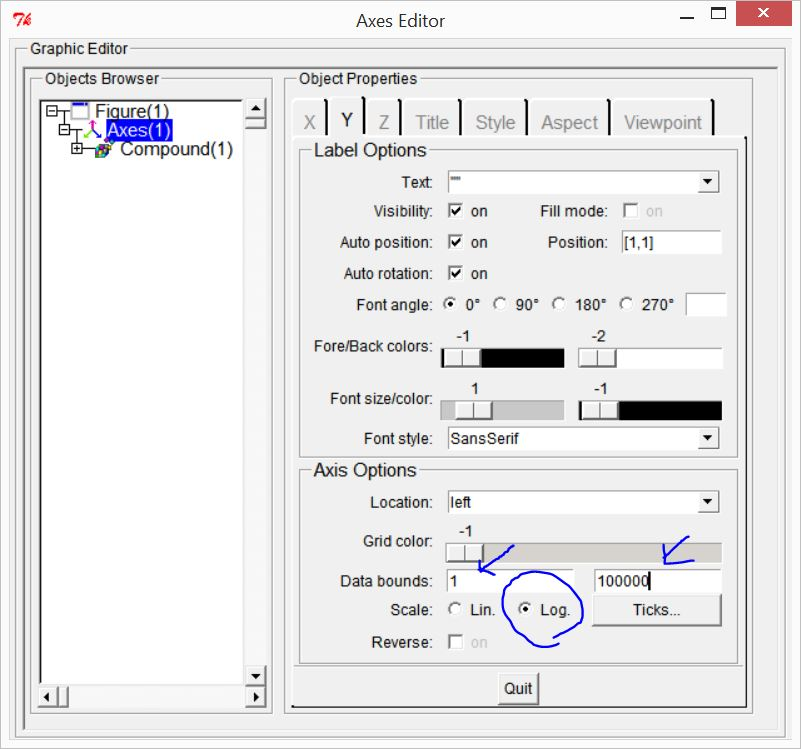 Tk Axes Editor
Graphic Editor
Objects Browser
Figure(1)
Axes(1)
Compound(1)
Object Properties
X Y Z Title Style Aspect Viewpoint
Label Options
Text: ""
Visibility: on Fill mode: on
Auto position: on Position: [1,1]
Auto rotation: on
Font angle: 0° 90° 180° 270°
-1 -2
Fore/Back colors:
1 -1
Font size/color:
Font style: SansSerif
Axis Options
Location: left
-1
Grid color:
Data bounds: 1 100000
Scale: Lin. Log. Ticks...
Reverse: on
Quit